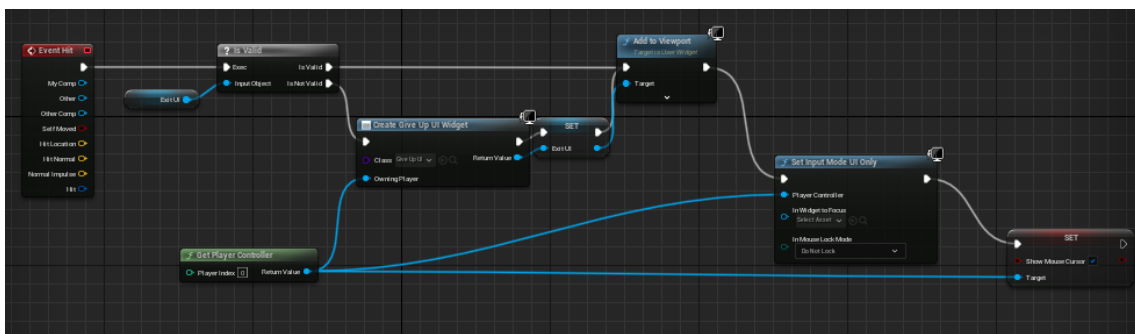 Event Hit
My Comp
Other
Other Comp
Self Moved
Hit Location
Hit Normal
Normal Impulse
Hit
Exit UI
? Is Valid
Exec
Is Valid
Input Object
Is Not Valid
Create Give Up UI Widget
Class
Give Up UI
Return Value
Owning Player
SET
Exit UI
f Add to Viewport
Target is User Widget
Target
f Get Player Controller
Player Index
0
Return Value
f Set Input Mode UI Only
Player Controller
In Widget to Focus
Select Asset
In Mouse Lock Mode
Do Not Lock
SET
Show Mouse Cursor
Target